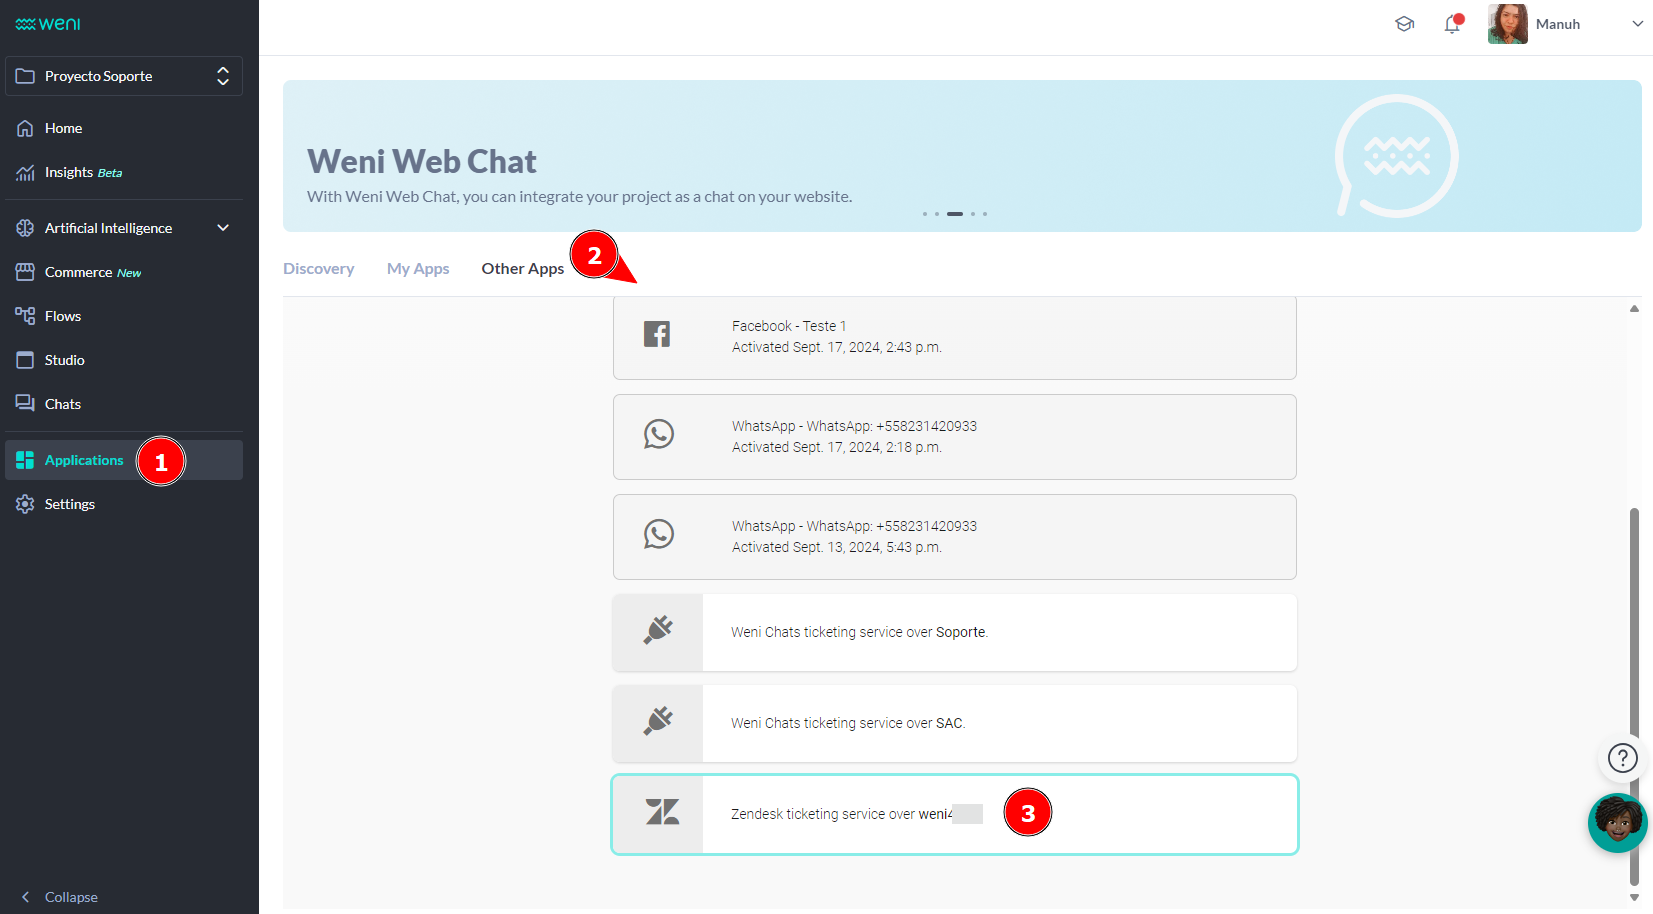 weni
Proyecto Soporte
Home
Insights Beta
Artificial Intelligence
Commerce New
Flows
Studio
Chats
Applications
1
Settings
Collapse
Manuh
Weni Web Chat
With Weni Web Chat, you can integrate your project as a chat on your website.
Discovery
My Apps
Other Apps
2
Facebook - Teste 1
Activated Sept. 17, 2024, 2:43 p.m.
WhatsApp - WhatsApp: +558231420933
Activated Sept. 17, 2024, 2:18 p.m.
WhatsApp - WhatsApp: +558231420933
Activated Sept. 13, 2024, 5:43 p.m.
Weni Chats ticketing service over Soporte.
Weni Chats ticketing service over SAC.
Zendesk ticketing service over
3
?